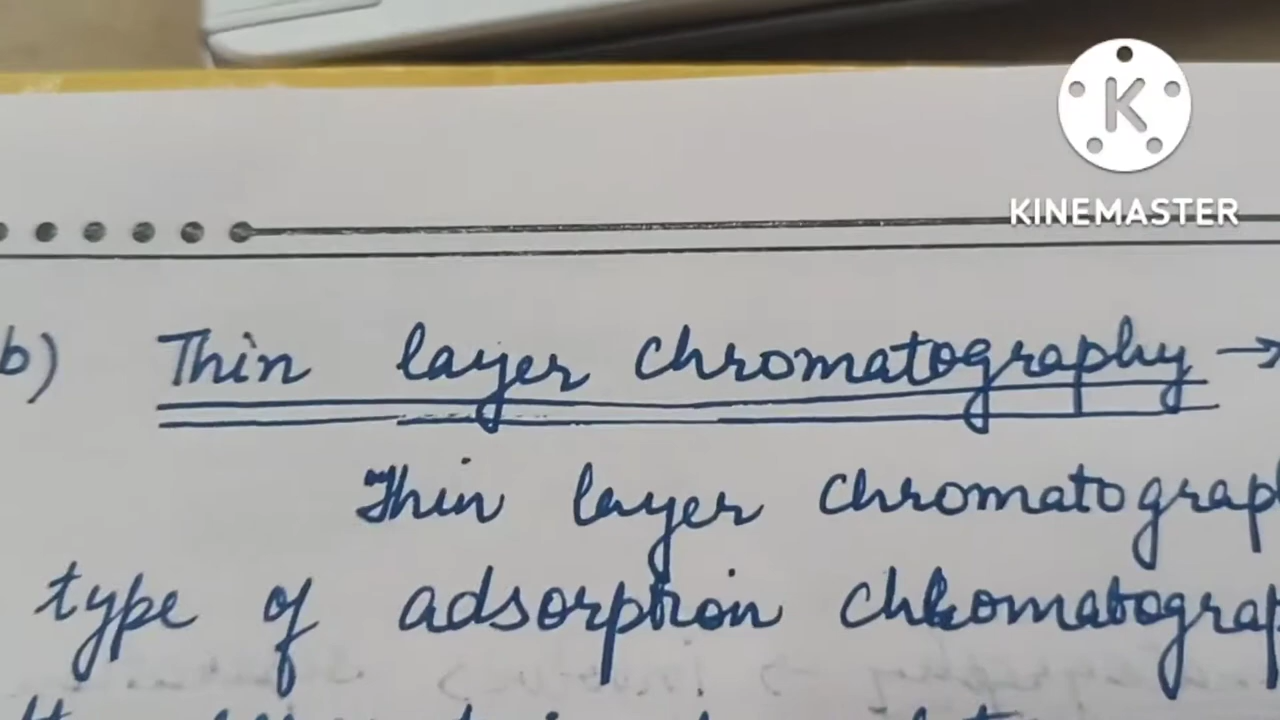 K
KINEMASTER
b) Thin layer chromatography →
Thin layer chromatograp
type of adsorption chromatograp